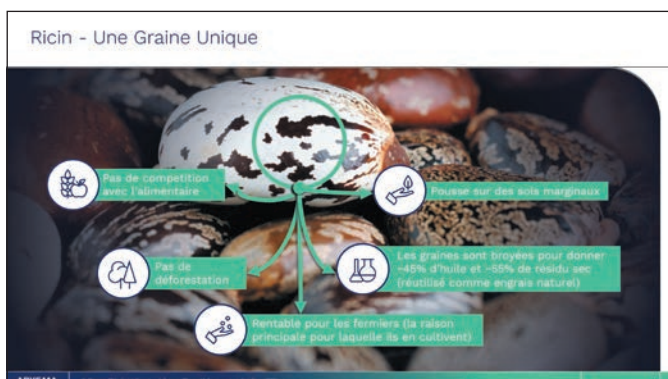 Ricin - Une Graine Unique
Pas de compétition
avec l'alimentaire
Pousse sur des sols marginaux
Pas de
déforestation
Les graines sont broyées pour donner
~45% d'huile et ~55% de résidu sec
(réutilisé comme engrais naturel)
Rentable pour les fermiers (la raison
principale pour laquelle ils en cultivent)